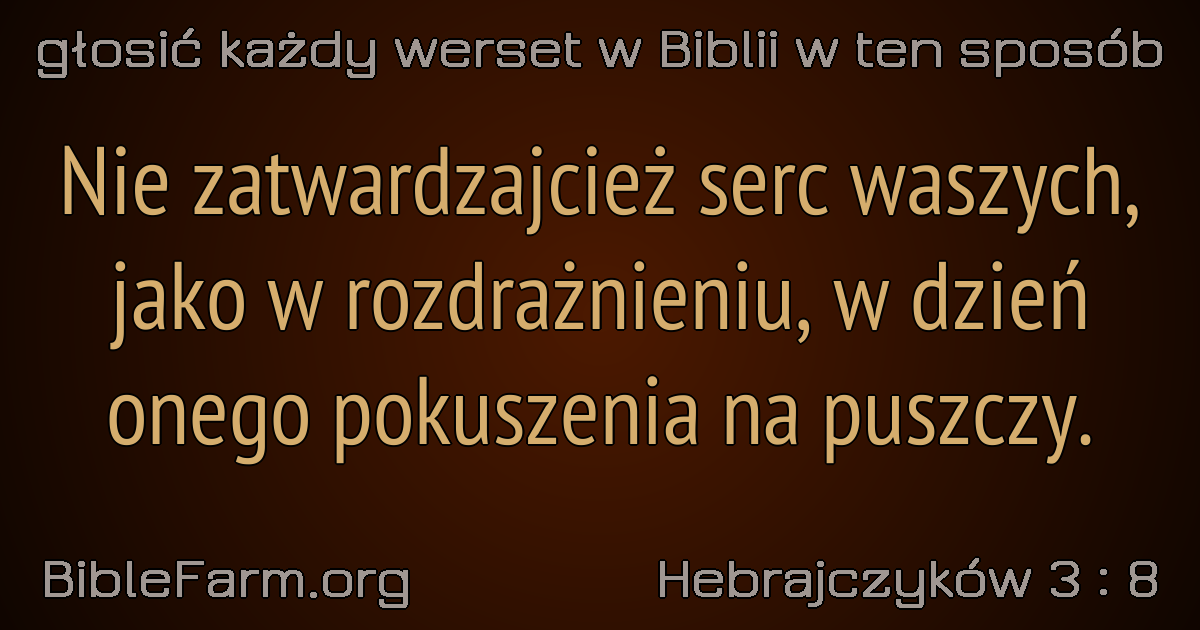 głosić każdy werset w Biblii w ten sposób
Nie zatwardzajcież serc waszych,
jako w rozdrażnieniu, w dzień
onego pokuszenia na puszczy.
BibleFarm.org
Hebrajczyków 3 : 8